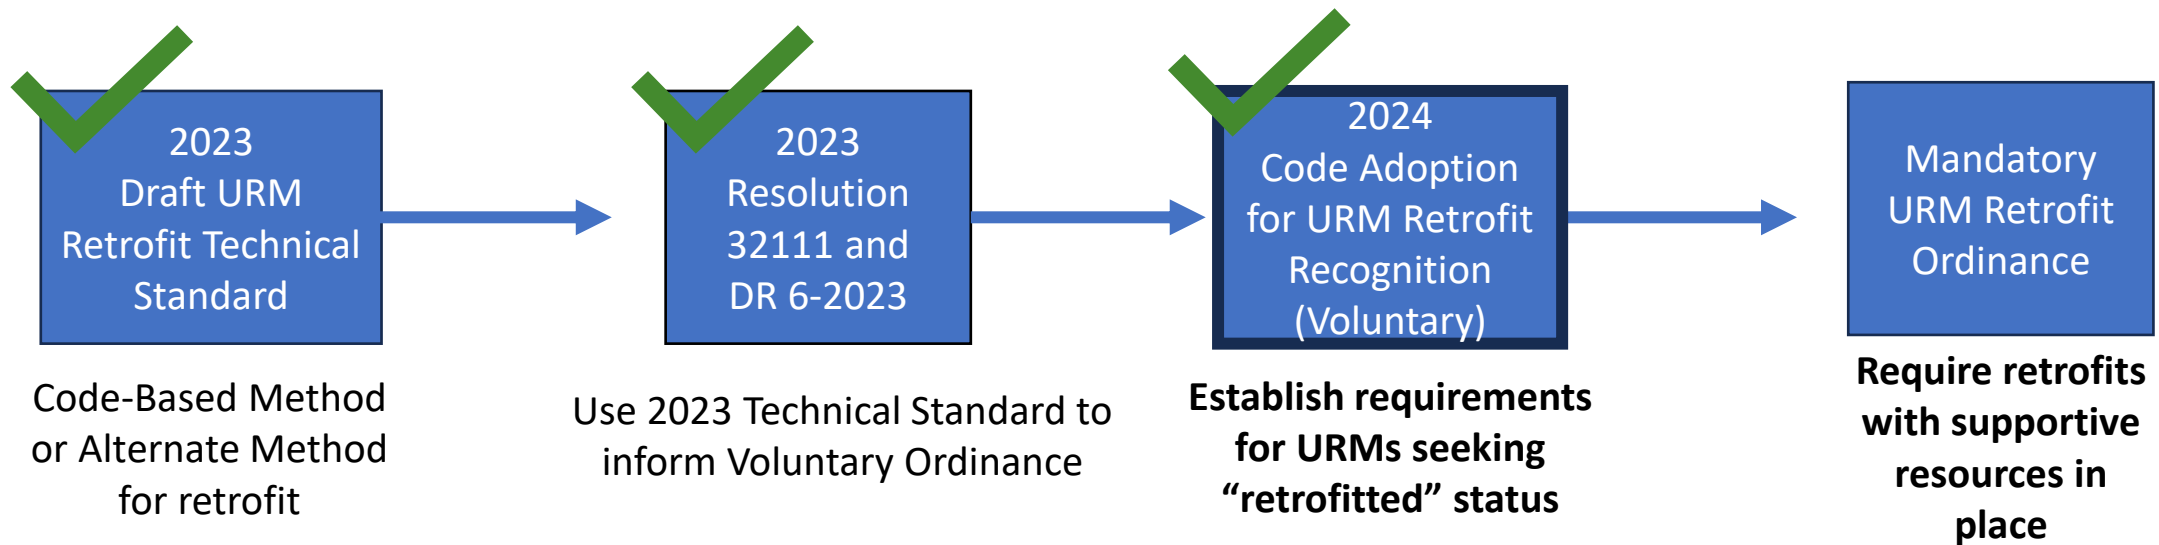 2023
Draft URM
Retrofit Technical
Standard
Code-Based Method
or Alternate Method
for retrofit
2023
Resolution
32111 and
DR 6-2023
Use 2023 Technical Standard to
inform Voluntary Ordinance
2024
Code Adoption
for URM Retrofit
Recognition
(Voluntary)
Establish requirements
for URMs seeking
“retrofitted” status
Mandatory
URM Retrofit
Ordinance
Require retrofits
with supportive
resources in
place